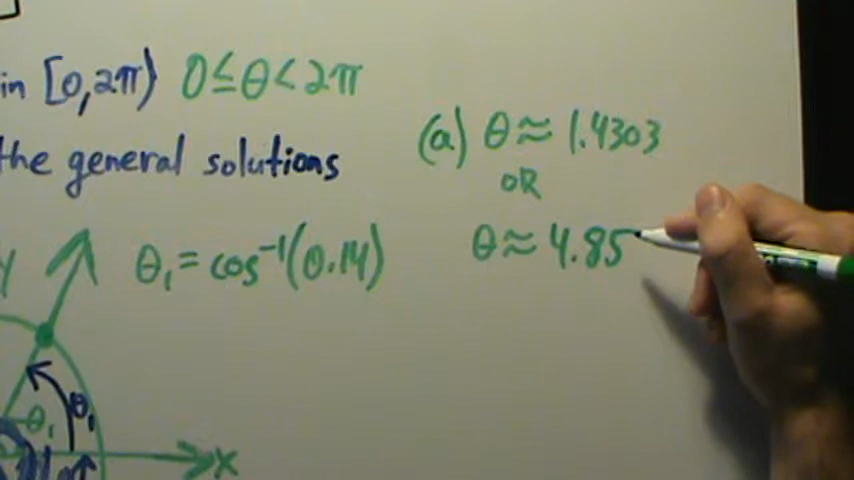 in [0,2π) 0≤θ<2π
the general solutions
(a) θ≈1.4303
OR
θ≈4.85
θ₁=cos⁻¹(0.14)
y
θ₁
θ₁
x